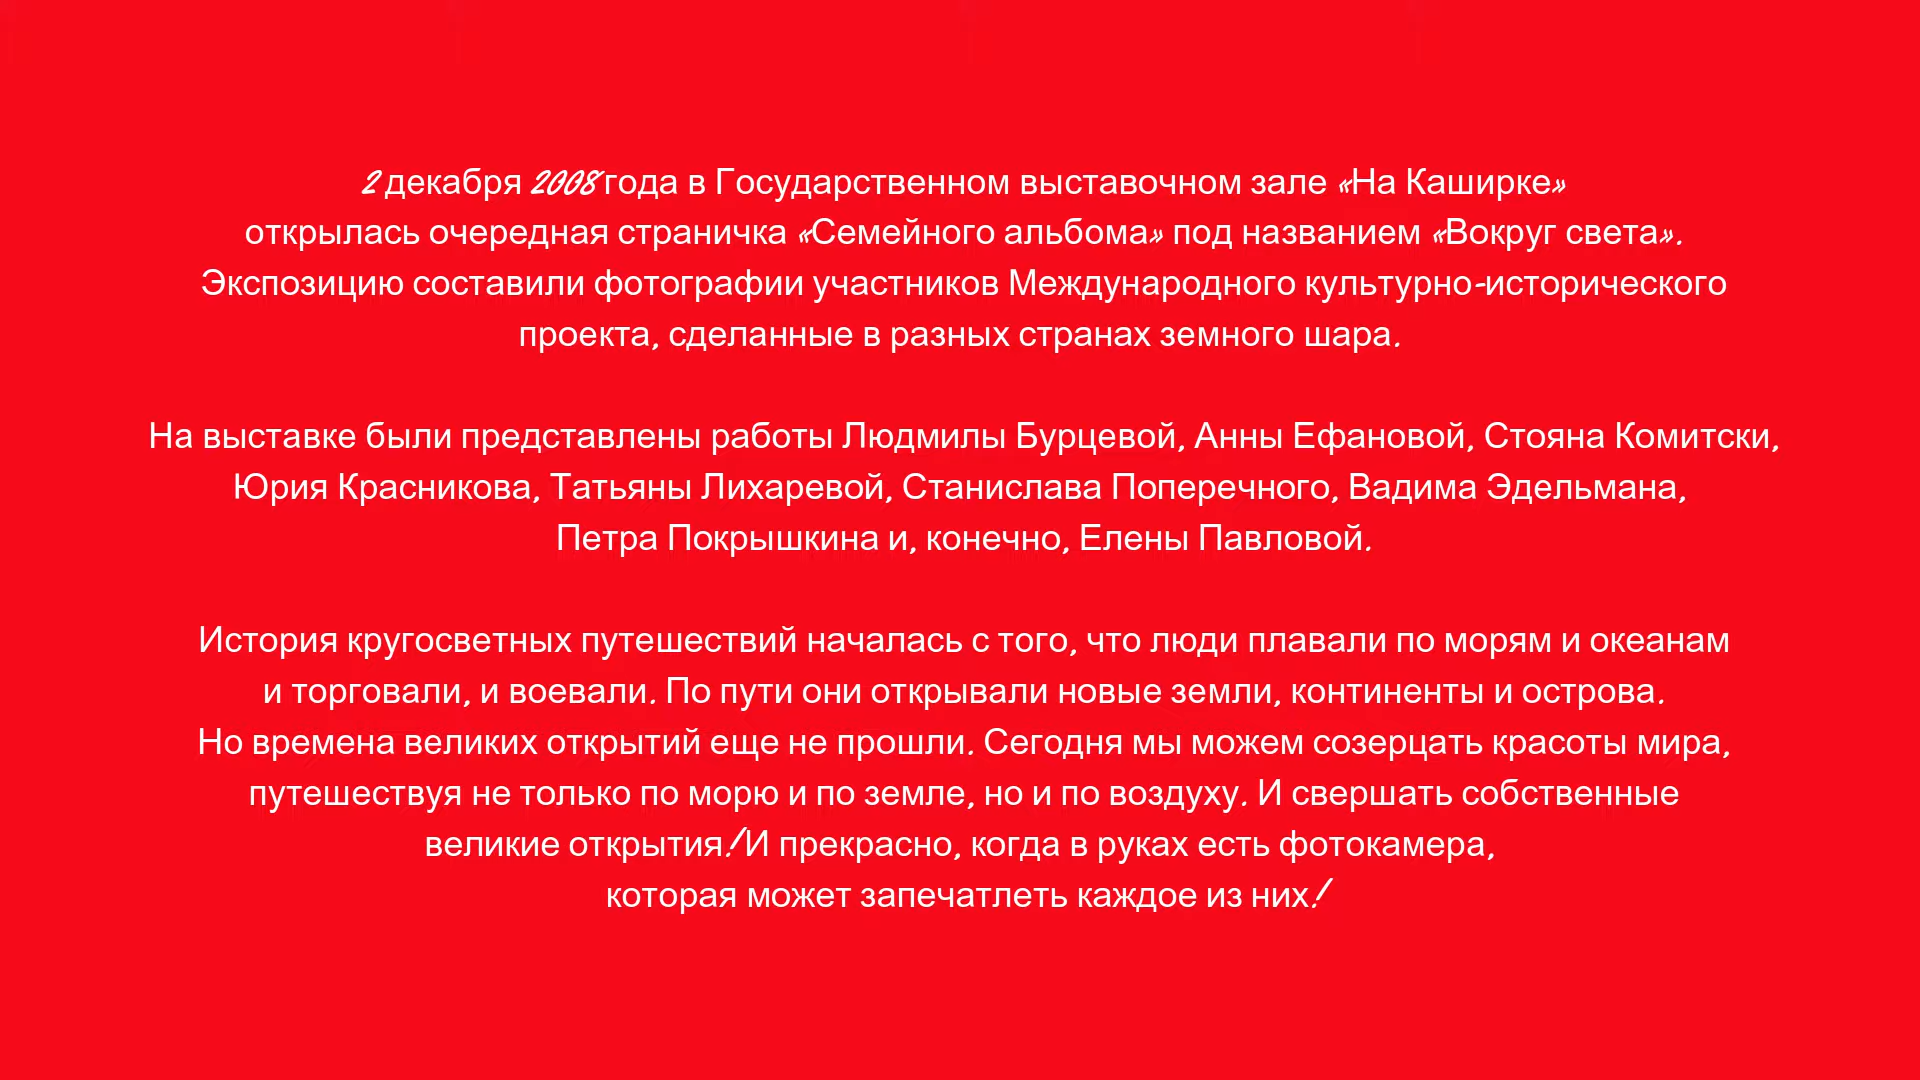 2 декабря 2008 года в Государственном выставочном зале «На Каширке»
открылась очередная страничка «Семейного альбома» под названием «Вокруг света».
Экспозицию составили фотографии участников Международного культурно-исторического
проекта, сделанные в разных странах земного шара.
На выставке были представлены работы Людмилы Бурцевой, Анны Ефановой, Стояна Комитски,
Юрия Красникова, Татьяны Лихаревой, Станислава Поперечного, Вадима Эдельмана,
Петра Покрышкина и, конечно, Елены Павловой.
История кругосветных путешествий началась с того, что люди плавали по морям и океанам
и торговали, и воевали. По пути они открывали новые земли, континенты и острова.
Но времена великих открытий еще не прошли. Сегодня мы можем созерцать красоты мира,
путешествуя не только по морю и по земле, но и по воздуху. И свершать собственные
великие открытия! И прекрасно, когда в руках есть фотокамера,
которая может запечатлеть каждое из них!